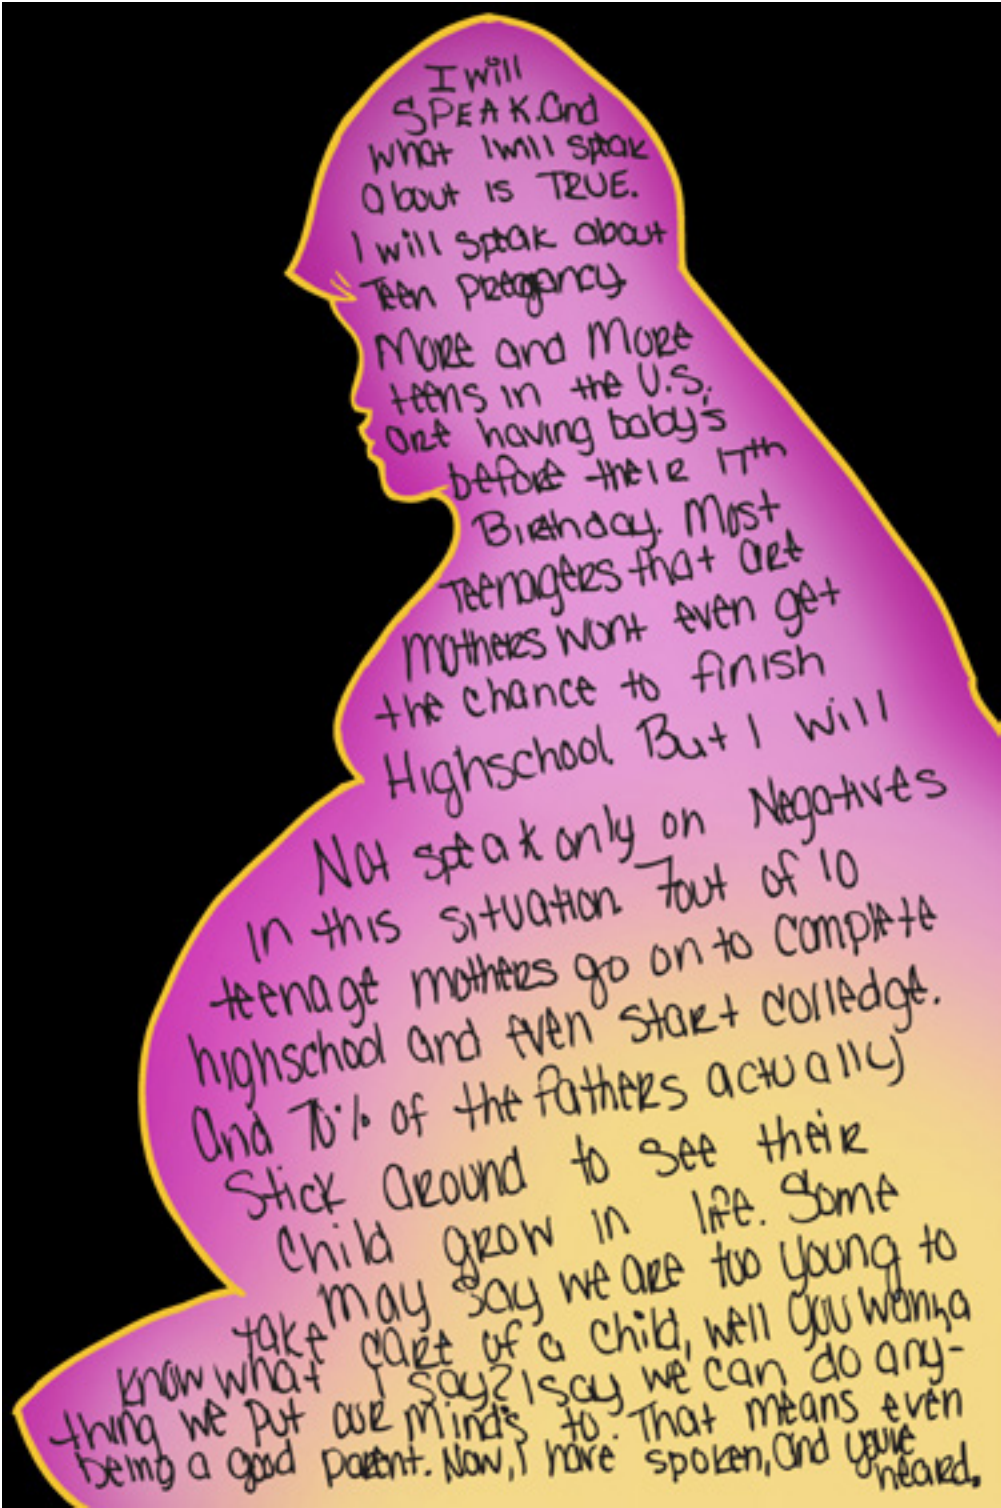 I will
SPEAK. And
what I will speak
about is TRUE.
I will speak about
Teen Pregancy.
More and More
teens in the U.S.
are having baby's
before their 17th
Birthday. Most
Teenagers that are
Mothers wont even get
the chance to finish
Highschool. But I will
Not speak only on Negatives
in this situation. 7 out of 10
teenage mothers go on to complete
highschool and even start colledge.
And 70% of the fathers actually
Stick around to see their
Child grow in life. Some
may say we are too young to
take care of a child, well you wanna
know what I say? I say we can do any-
thing we put our mind's to. That means even
being a good parent. Now, I have spoken, and youve
heard.